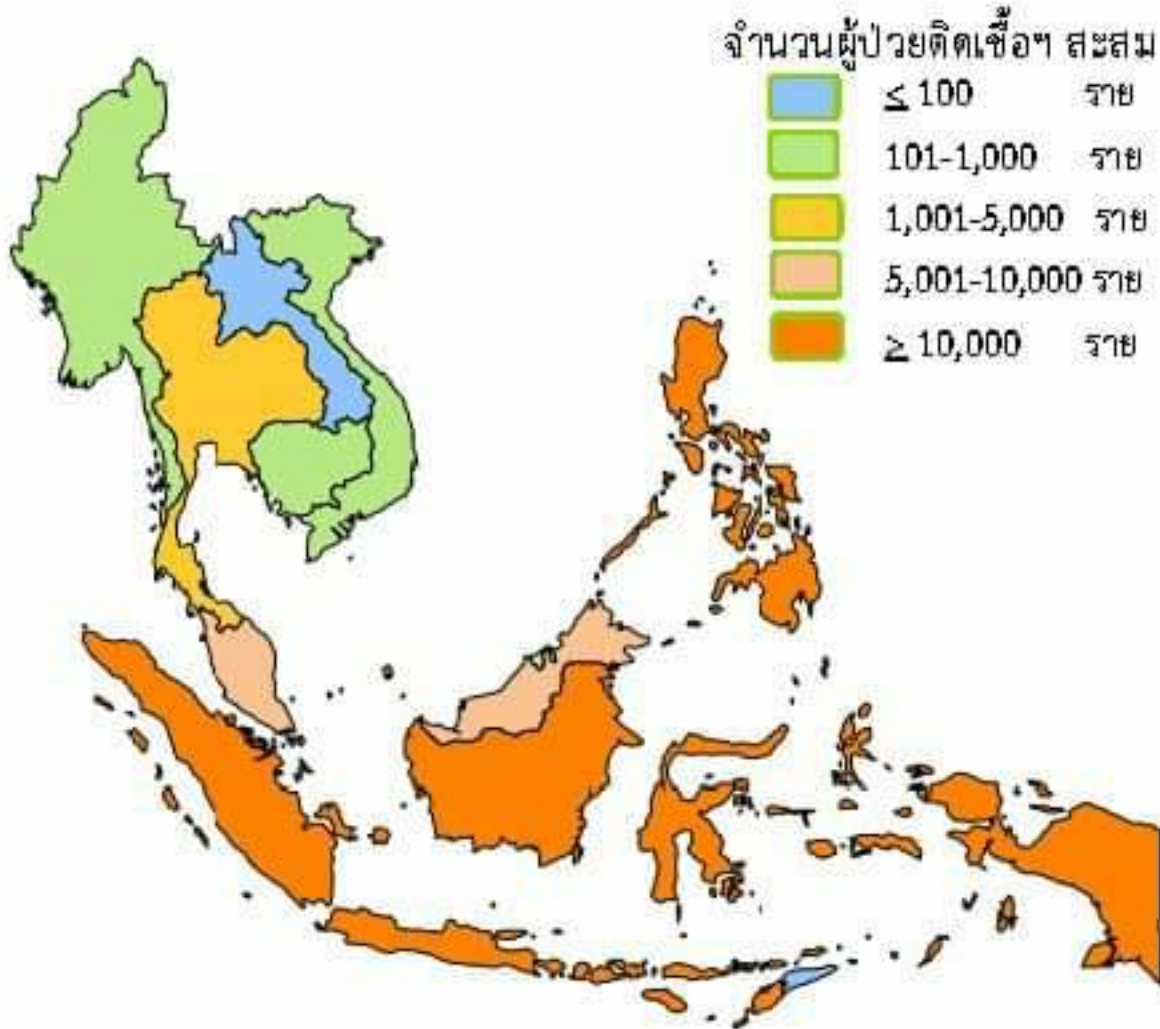 จำนวนผู้ป่วยติดเชื้อฯ สะสม
≤ 100 ราย
101-1,000 ราย
1,001-5,000 ราย
5,001-10,000 ราย
≥ 10,000 ราย